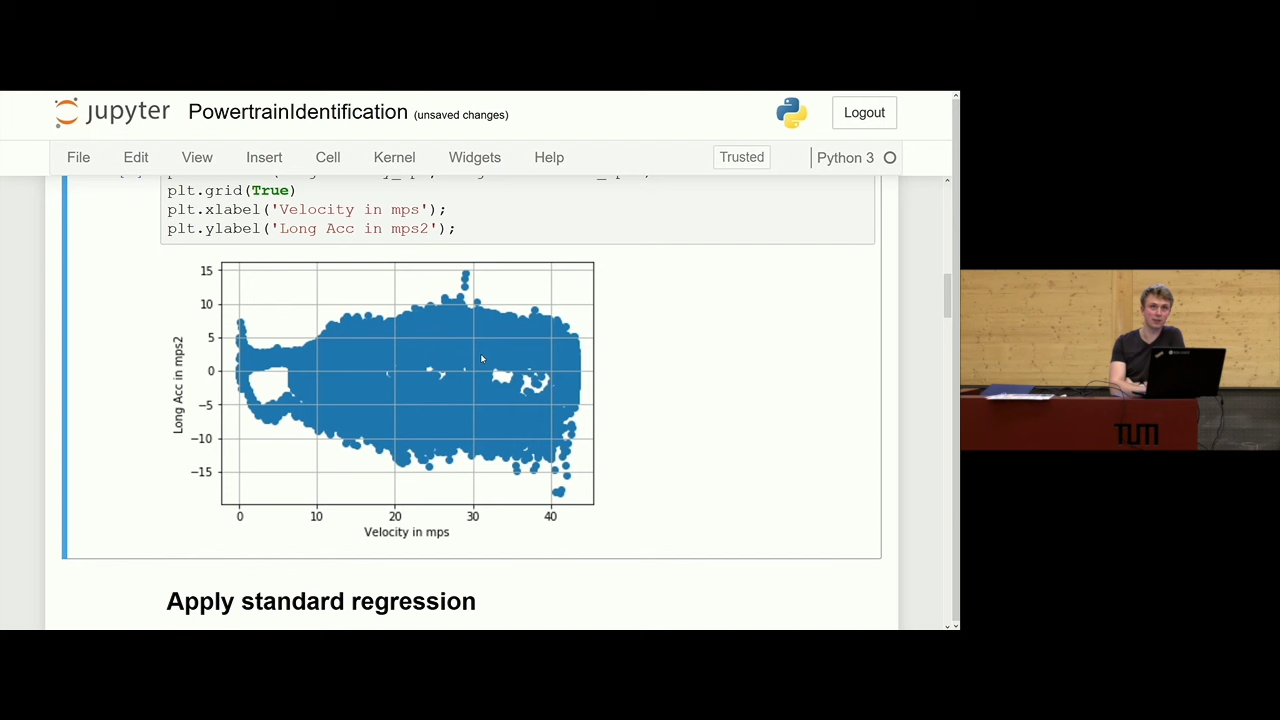 jupyter PowertrainIdentification (unsaved changes)
Logout
File Edit View Insert Cell Kernel Widgets Help Trusted Python 3
plt.grid(True)
plt.xlabel('Velocity in mps');
plt.ylabel('Long Acc in mps2');
15
10
5
0
−5
−10
−15
Long Acc in mps2
0 10 20 30 40
Velocity in mps
Apply standard regression
TUM